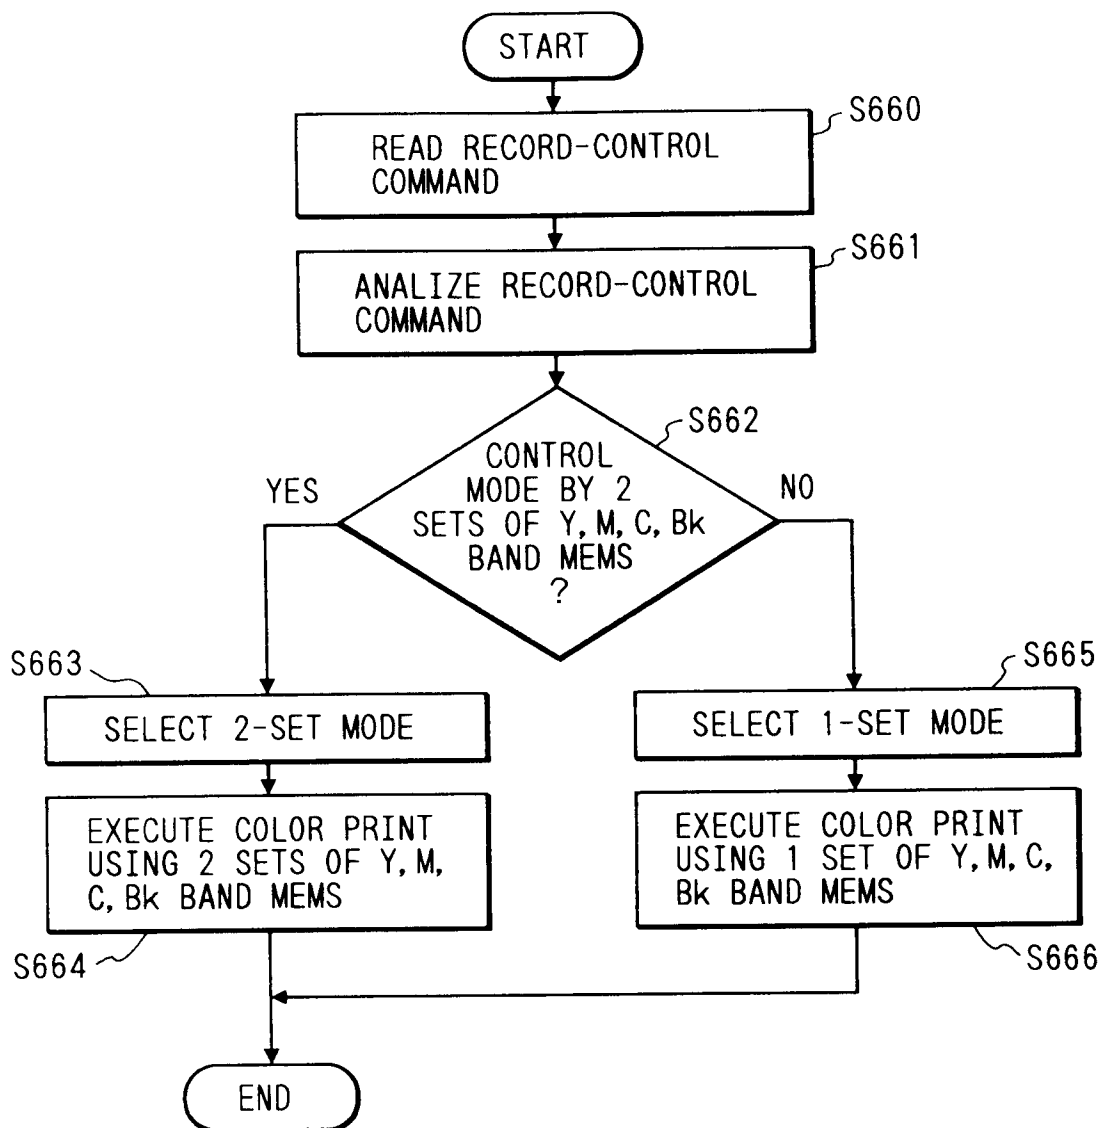 START
S660
READ RECORD-CONTROL
COMMAND
S661
ANALIZE RECORD-CONTROL
COMMAND
S662
CONTROL
MODE BY 2
SETS OF Y, M, C, Bk
BAND MEMS
?
YES
NO
S663
SELECT 2-SET MODE
S665
SELECT 1-SET MODE
EXECUTE COLOR PRINT
USING 2 SETS OF Y, M,
C, Bk BAND MEMS
S664
EXECUTE COLOR PRINT
USING 1 SET OF Y, M, C,
Bk BAND MEMS
S666
END